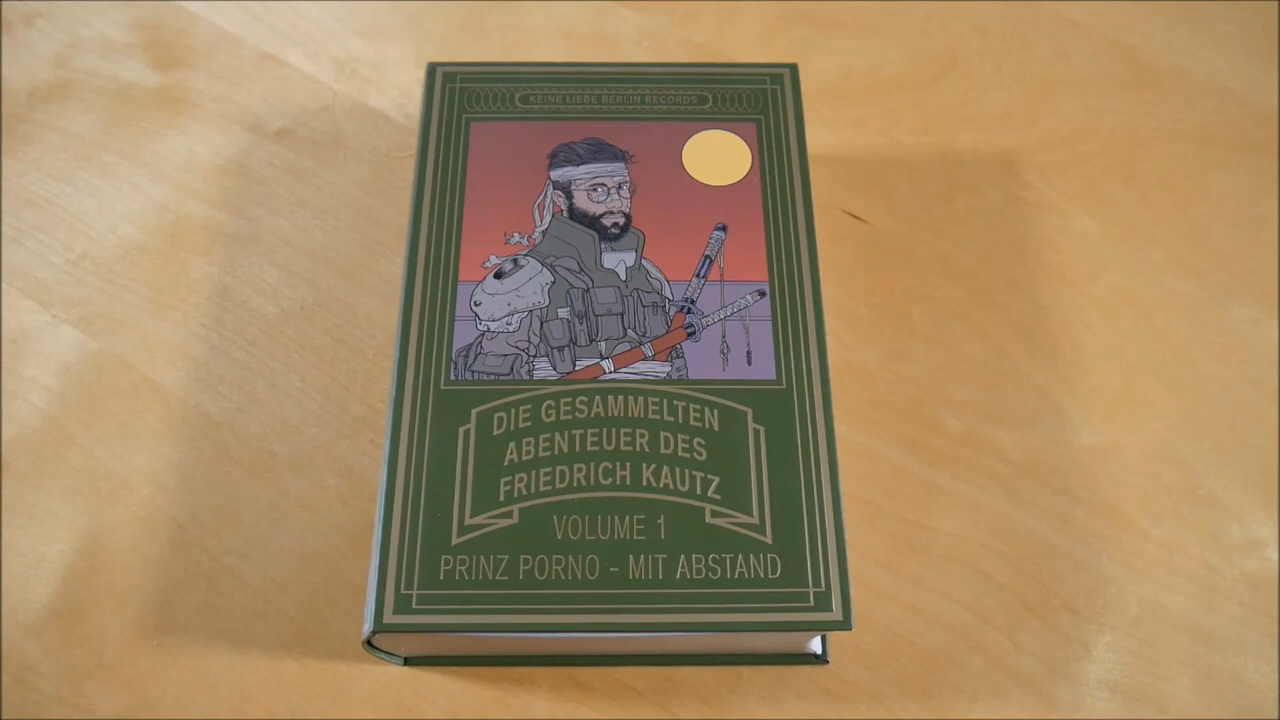 KEINE LIEBE BERLIN RECORDS
DIE GESAMMELTEN
ABENTEUER DES
FRIEDRICH KAUTZ
VOLUME 1
PRINZ PORNO - MIT ABSTAND